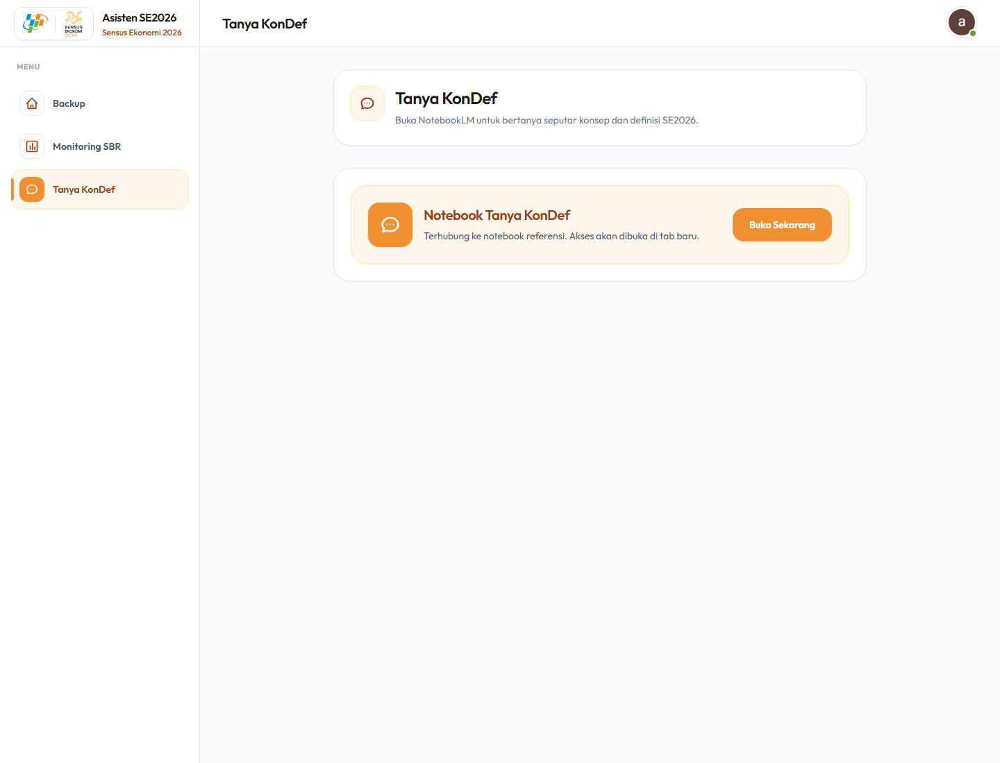 SENSUS
EKONOMI
2026
Asisten SE2026
Sensus Ekonomi 2026
Tanya KonDef
a
MENU
Backup
Monitoring SBR
Tanya KonDef
Tanya KonDef
Buka NotebookLM untuk bertanya seputar konsep dan definisi SE2026.
Notebook Tanya KonDef
Terhubung ke notebook referensi. Akses akan dibuka di tab baru.
Buka Sekarang